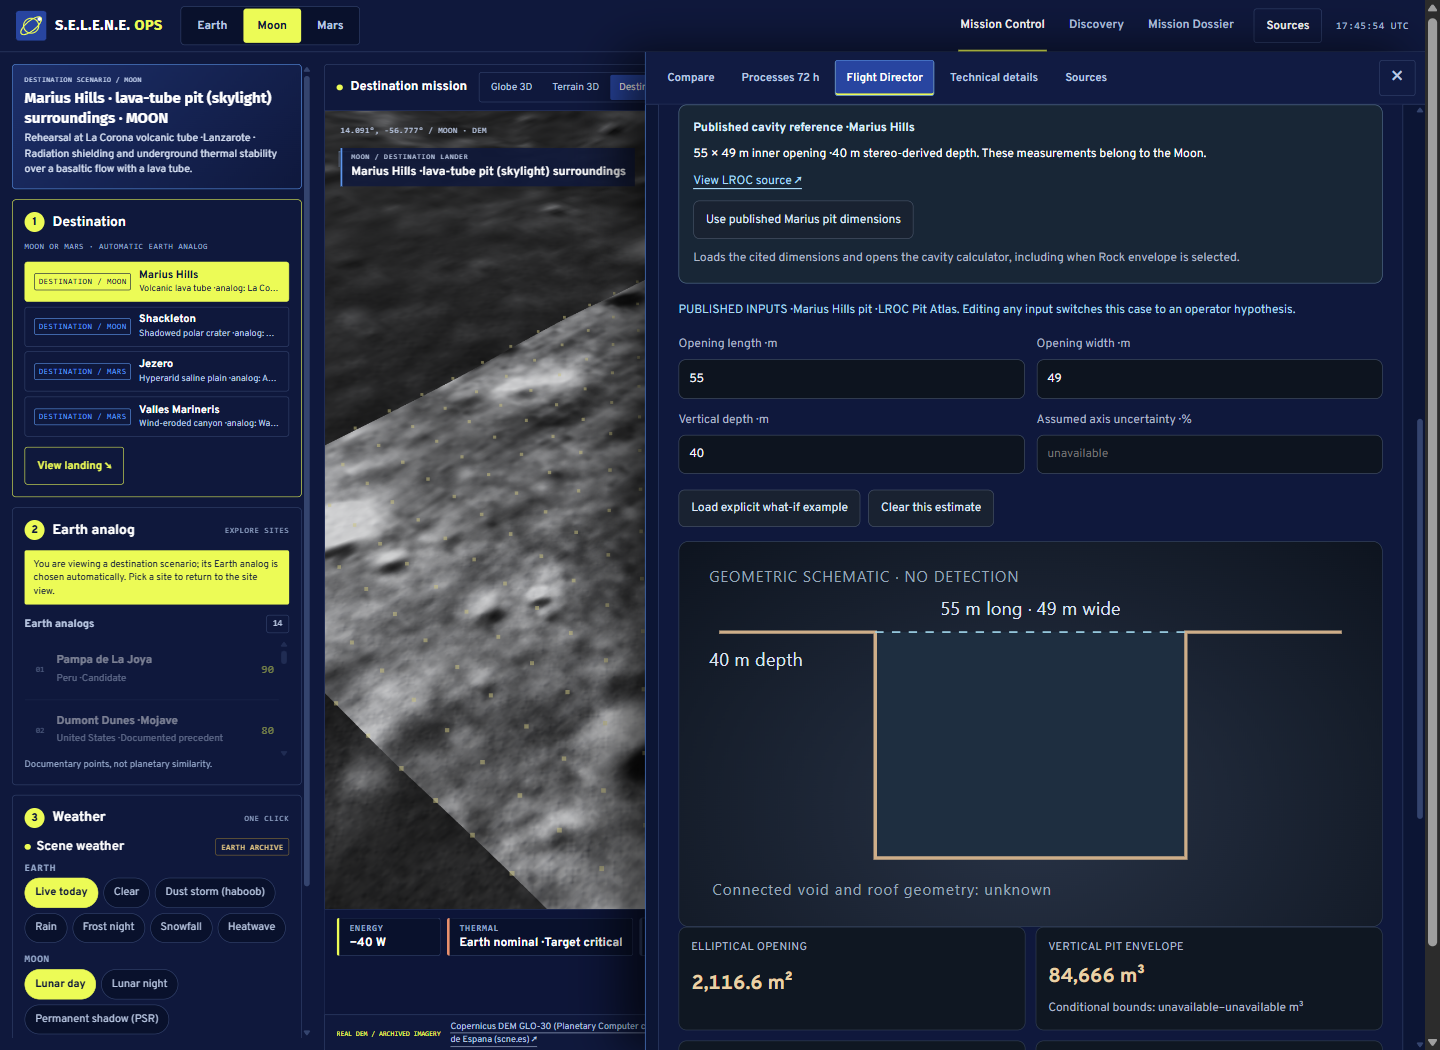 S.E.L.E.N.E. OPS
Earth
Moon
Mars
Mission Control
Discovery
Mission Dossier
Sources
17:45:54 UTC
DESTINATION SCENARIO / MOON
Marius Hills · lava-tube pit (skylight)
surroundings · MOON
Rehearsal at La Corona volcanic tube ·Lanzarote ·
Radiation shielding and underground thermal stability
over a basaltic flow with a lava tube.
1 Destination
MOON OR MARS · AUTOMATIC EARTH ANALOG
DESTINATION / MOON
Marius Hills
Volcanic lava tube ·analog: La Co...
DESTINATION / MOON
Shackleton
Shadowed polar crater ·analog: ...
DESTINATION / MARS
Jezero
Hyperarid saline plain ·analog: A...
DESTINATION / MARS
Valles Marineris
Wind-eroded canyon ·analog: Wa...
View landing ↘
2 Earth analog
EXPLORE SITES
You are viewing a destination scenario; its Earth analog is
chosen automatically. Pick a site to return to the site
view.
Earth analogs
14
01
Pampa de La Joya
Peru ·Candidate
90
02
Dumont Dunes ·Mojave
United States ·Documented precedent
80
Documentary points, not planetary similarity.
3 Weather
ONE CLICK
Scene weather
EARTH ARCHIVE
EARTH
Live today
Clear
Dust storm (haboob)
Rain
Frost night
Snowfall
Heatwave
MOON
Lunar day
Lunar night
Permanent shadow (PSR)
Destination mission
Globe 3D
Terrain 3D
Destin
14.091°, -56.777° / MOON · DEM
MOON / DESTINATION LANDER
Marius Hills ·lava-tube pit (skylight) surroundings
ENERGY
−40 W
THERMAL
Earth nominal ·Target critical
REAL DEM / ARCHIVED IMAGERY
Copernicus DEM GLO-30 (Planetary Computer c
de Espana (scne.es) ↗
Compare
Processes 72 h
Flight Director
Technical details
Sources
✕
Published cavity reference ·Marius Hills
55 × 49 m inner opening ·40 m stereo-derived depth. These measurements belong to the Moon.
View LROC source ↗
Use published Marius pit dimensions
Loads the cited dimensions and opens the cavity calculator, including when Rock envelope is selected.
PUBLISHED INPUTS ·Marius Hills pit ·LROC Pit Atlas. Editing any input switches this case to an operator hypothesis.
Opening length ·m
Opening width ·m
55
49
Vertical depth ·m
Assumed axis uncertainty ·%
40
unavailable
Load explicit what-if example
Clear this estimate
GEOMETRIC SCHEMATIC · NO DETECTION
55 m long · 49 m wide
40 m depth
Connected void and roof geometry: unknown
ELLIPTICAL OPENING
2,116.6 m²
VERTICAL PIT ENVELOPE
84,666 m³
Conditional bounds: unavailable–unavailable m³